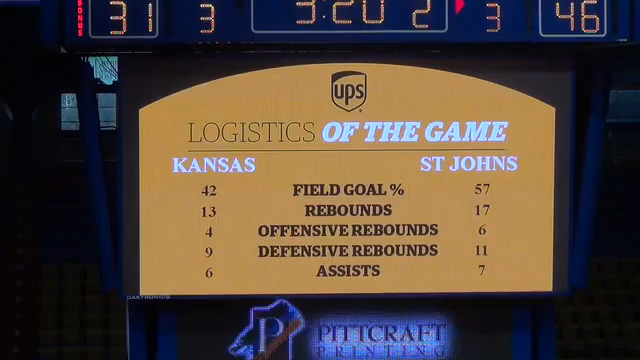 BONUS
31 3 3:20 2 3 46
ups
LOGISTICS OF THE GAME
KANSAS ST JOHNS
42 FIELD GOAL % 57
13 REBOUNDS 17
4 OFFENSIVE REBOUNDS 6
9 DEFENSIVE REBOUNDS 11
6 ASSISTS 7
DAKTRONICS
P PITTCRAFT
PRINTING